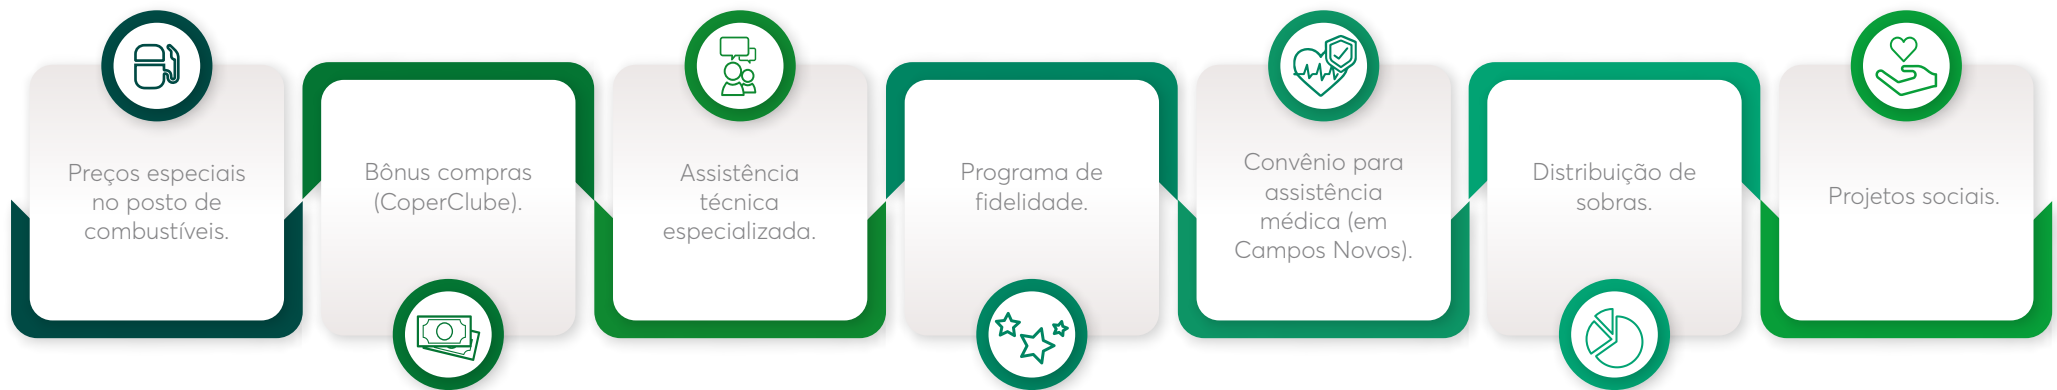 Preços especiais
no posto de
combustíveis.
Bônus compras
(CoperClube).
Assistência
técnica
especializada.
Programa de
fidelidade.
Convênio para
assistência
médica (em
Campos Novos).
Distribuição de
sobras.
Projetos sociais.